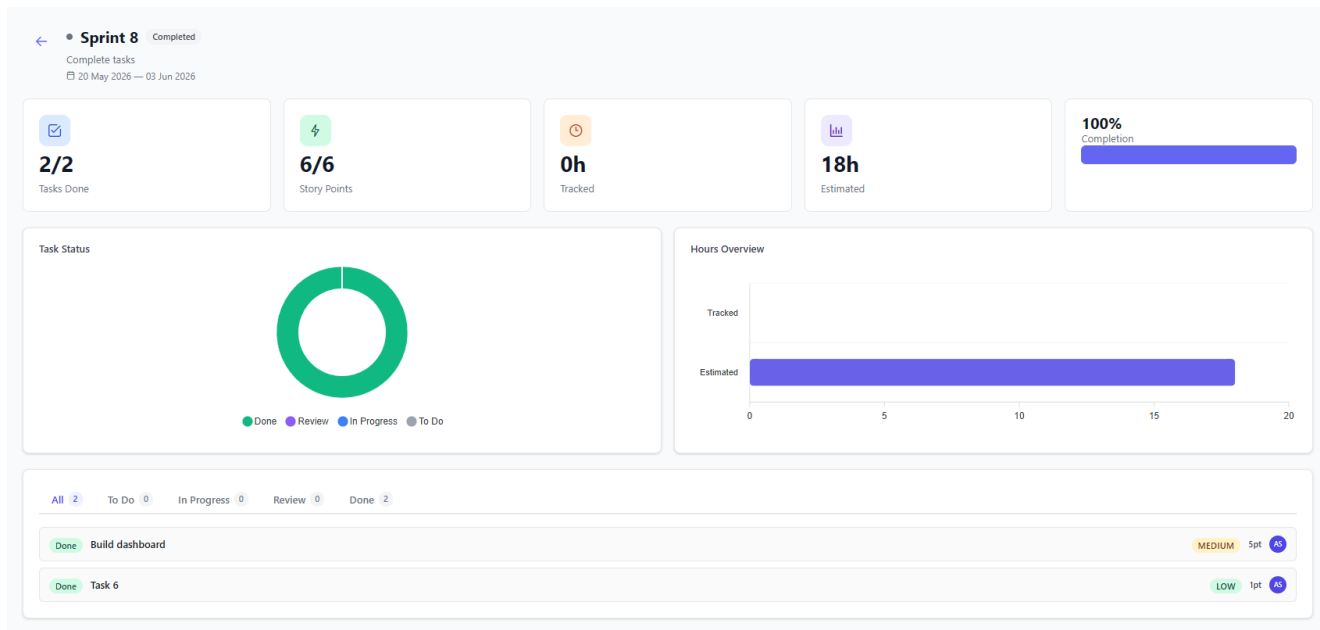 Sprint 8 Completed
Complete tasks
20 May 2026 — 03 Jun 2026
2/2
Tasks Done
6/6
Story Points
0h
Tracked
18h
Estimated
100%
Completion
Task Status
Done Review In Progress To Do
Hours Overview
Tracked
Estimated
0 5 10 15 20
All 2 To Do 0 In Progress 0 Review 0 Done 2
Done Build dashboard MEDIUM 5pt AS
Done Task 6 LOW 1pt AS